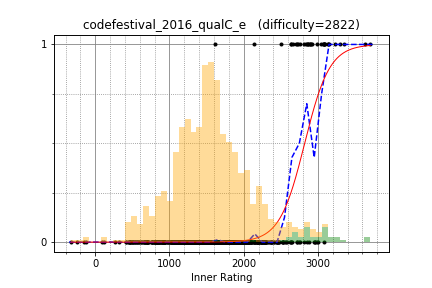 codefestival_2016_qualC_e (difficulty=2822)
1
0
0 1000 2000 3000
Inner Rating